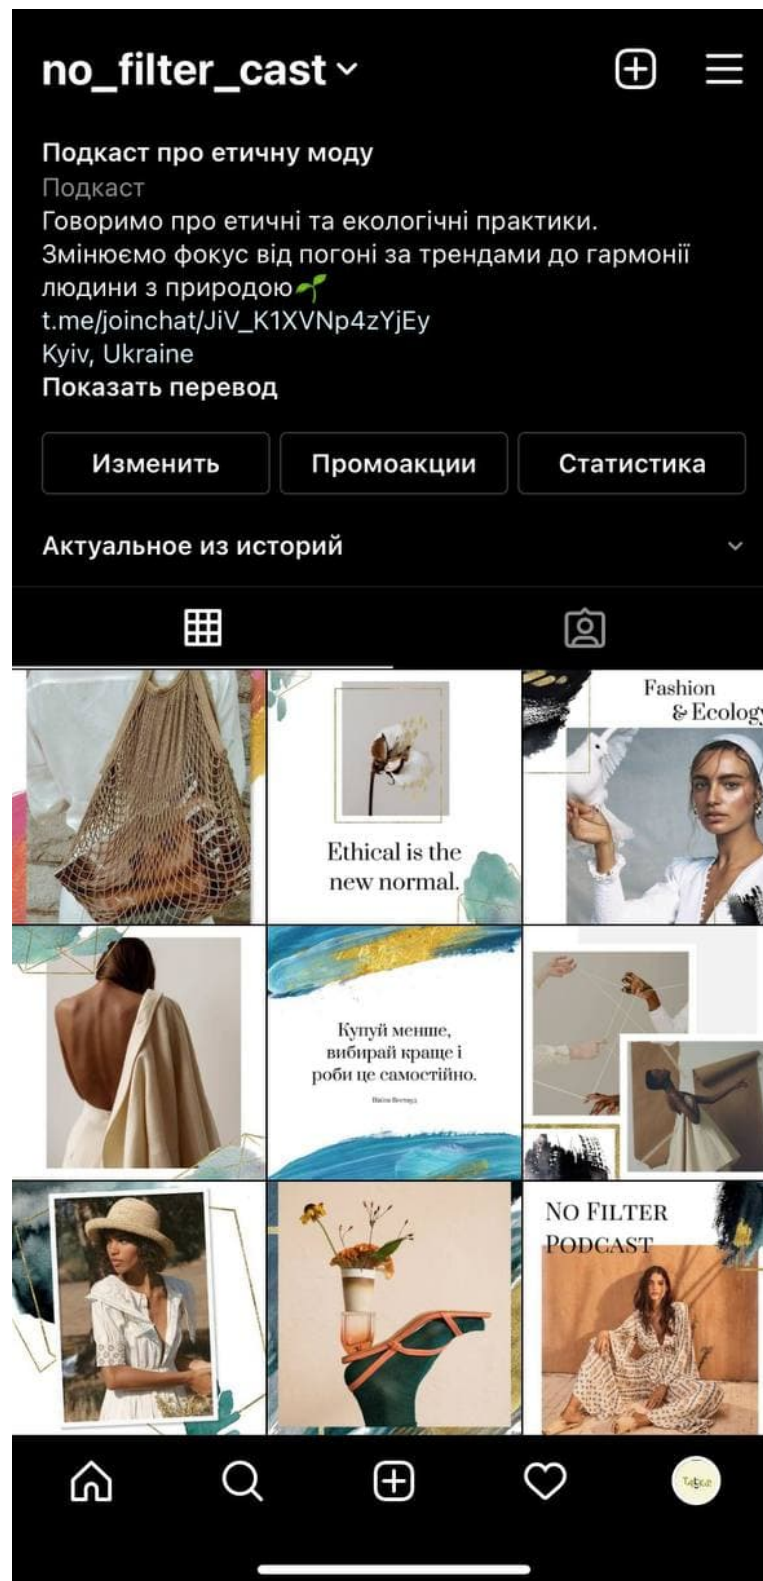 no_filter_cast
Подкаст про етичну моду
Подкаст
Говоримо про етичні та екологічні практики.
Змінюємо фокус від погоні за трендами до гармонії
людини з природою
t.me/joinchat/JiV_K1XVNp4zYjEy
Kyiv, Ukraine
Показать перевод
Изменить
Промоакции
Статистика
Актуальное из историй
Ethical is the
new normal.
Fashion
& Ecology
Купуй менше,
вибирай краще і
роби це самостійно.
No Filter
Podcast